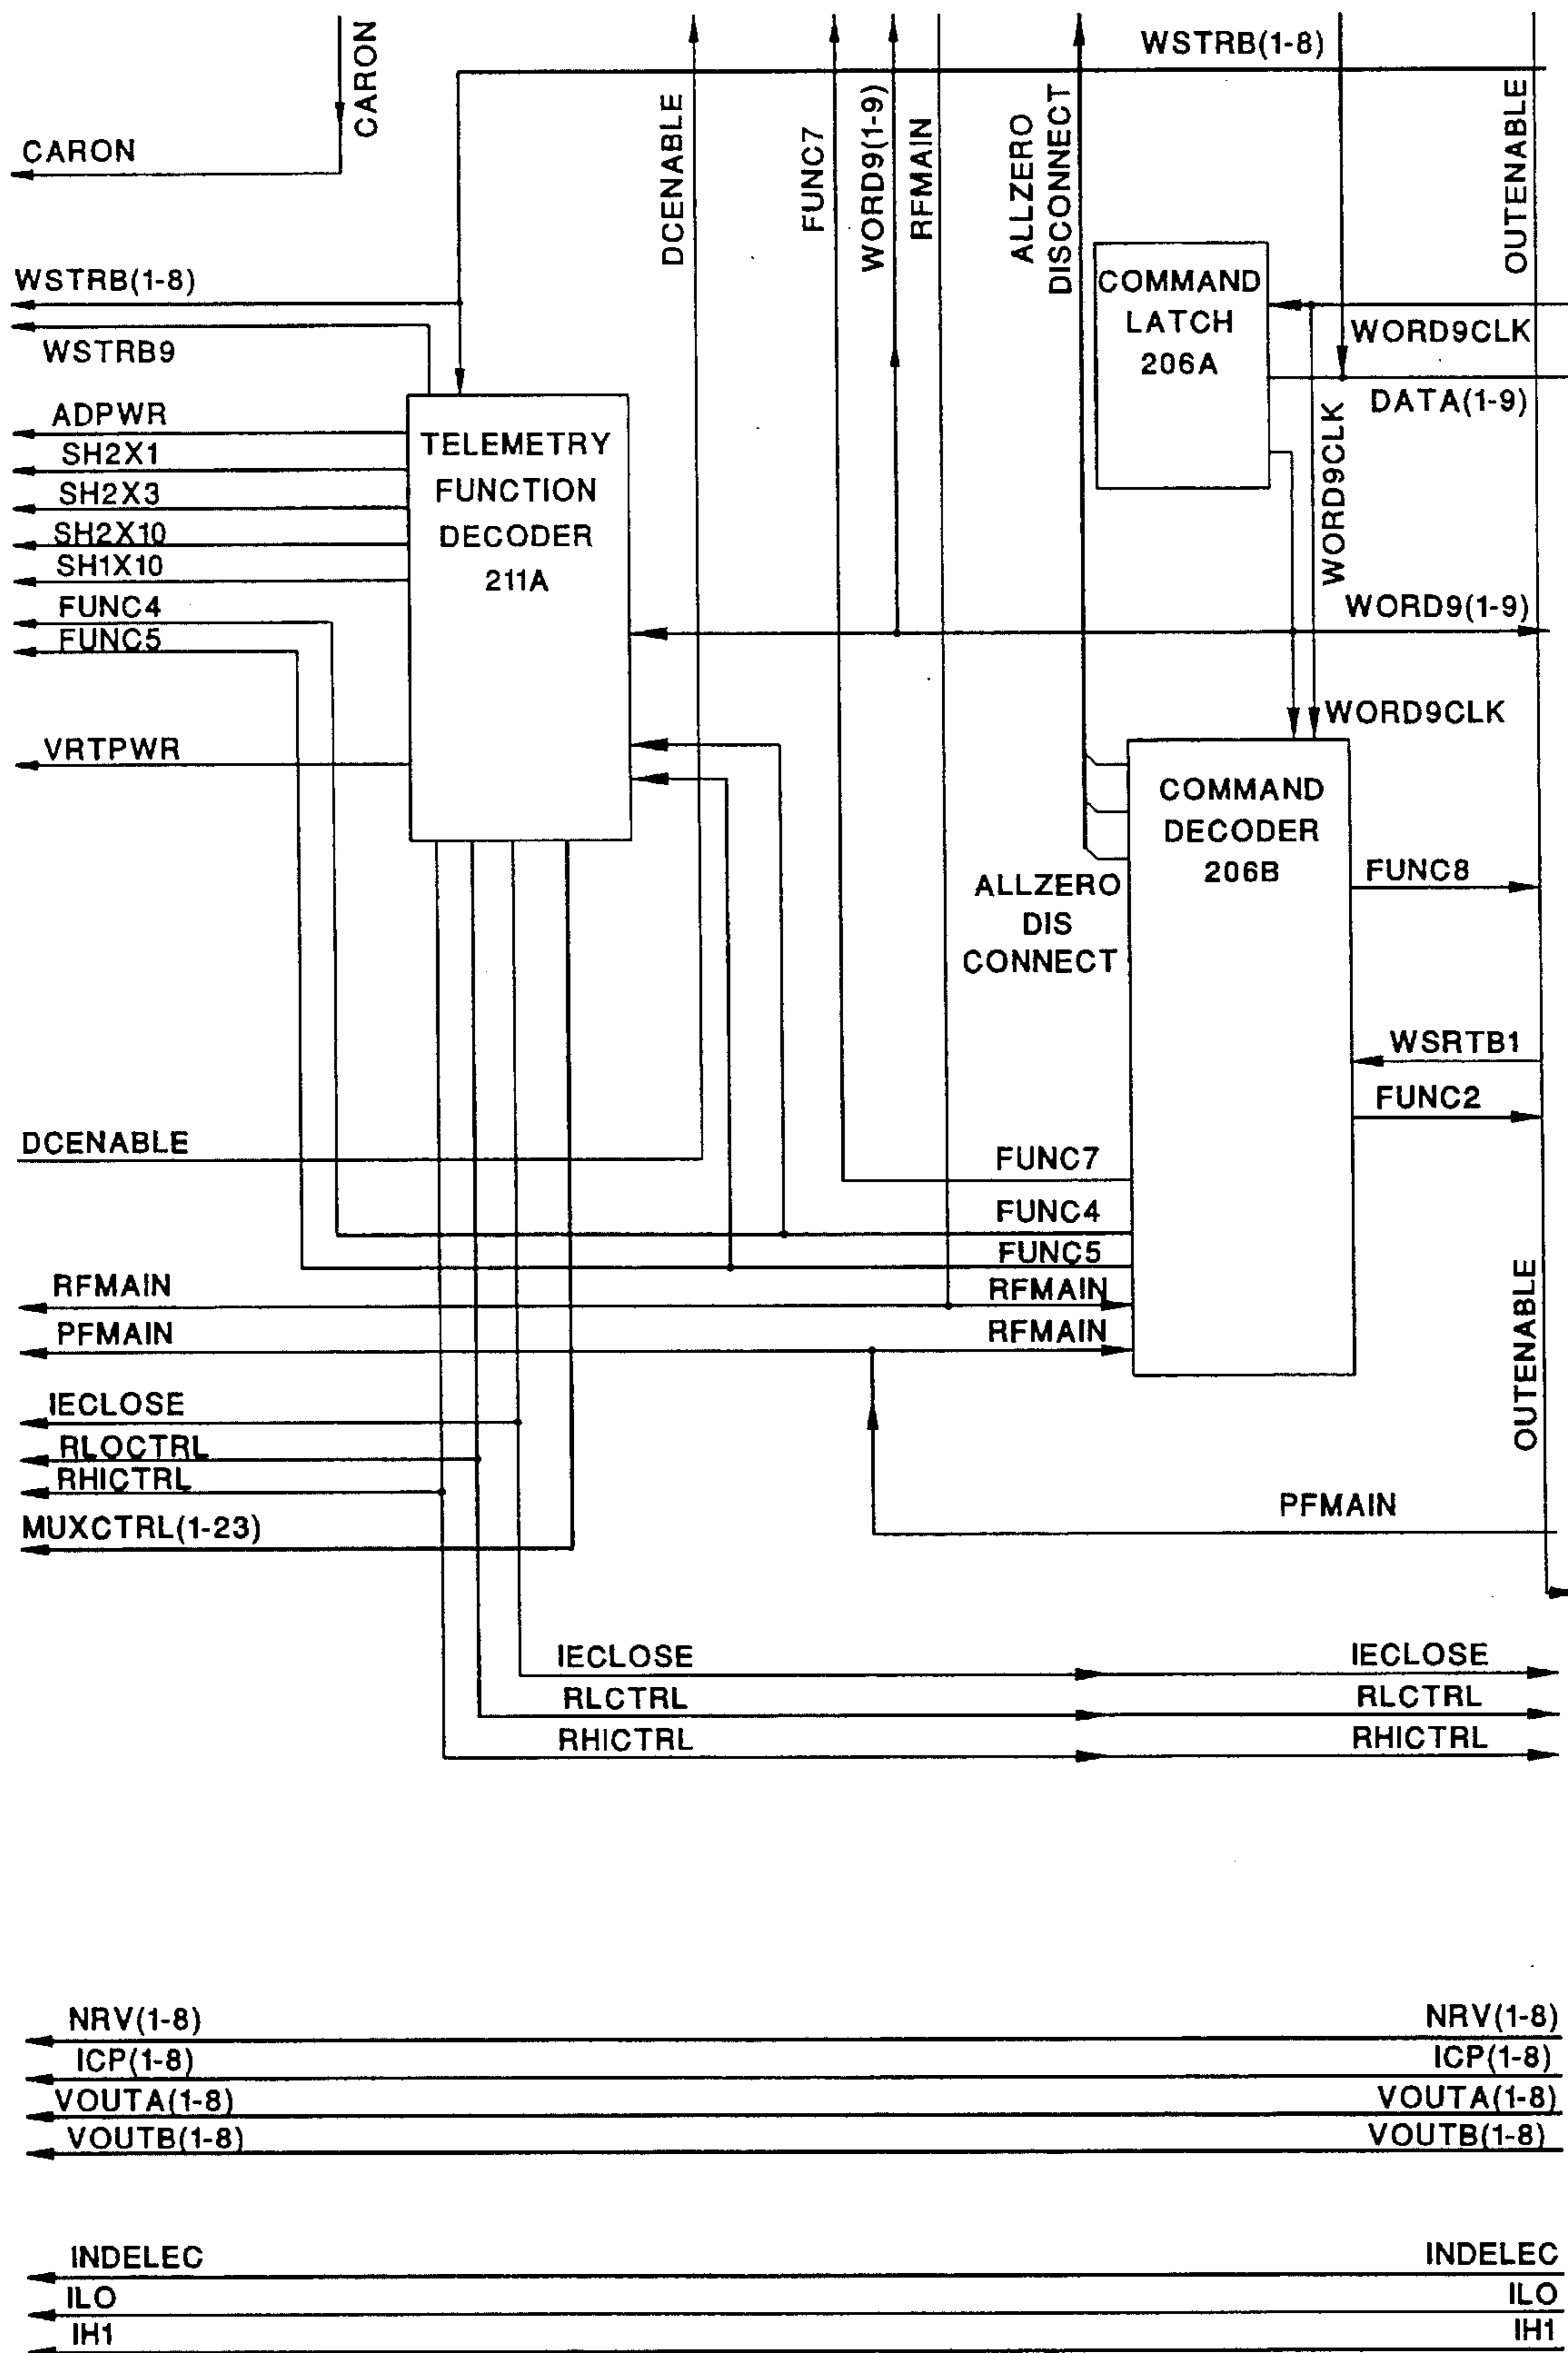 WSTRB(1-8)
CARON
CARON
DCENABLE
FUNC7
WORD9(1-9)
RFMAIN
ALLZERO
DISCONNECT
OUTENABLE
WSTRB(1-8)
WSTRB9
COMMAND
LATCH
206A
WORD9CLK
DATA(1-9)
WORD9CLK
ADPWR
SH2X1
SH2X3
SH2X10
SH1X10
FUNC4
FUNC5
VRTPWR
TELEMETRY
FUNCTION
DECODER
211A
WORD9(1-9)
WORD9CLK
COMMAND
DECODER
206B
ALLZERO
DIS
CONNECT
FUNC8
WSRTB1
FUNC2
DCENABLE
FUNC7
FUNC4
FUNC5
RFMAIN
RFMAIN
PFMAIN
RFMAIN
OUTENABLE
IECLOSE
RLOCTRL
RHICTRL
MUXCTRL(1-23)
PFMAIN
IECLOSE
IECLOSE
RLCTRL
RLCTRL
RHICTRL
RHICTRL
NRV(1-8)
NRV(1-8)
ICP(1-8)
ICP(1-8)
VOUTA(1-8)
VOUTA(1-8)
VOUTB(1-8)
VOUTB(1-8)
INDELEC
INDELEC
ILO
ILO
IH1
IH1